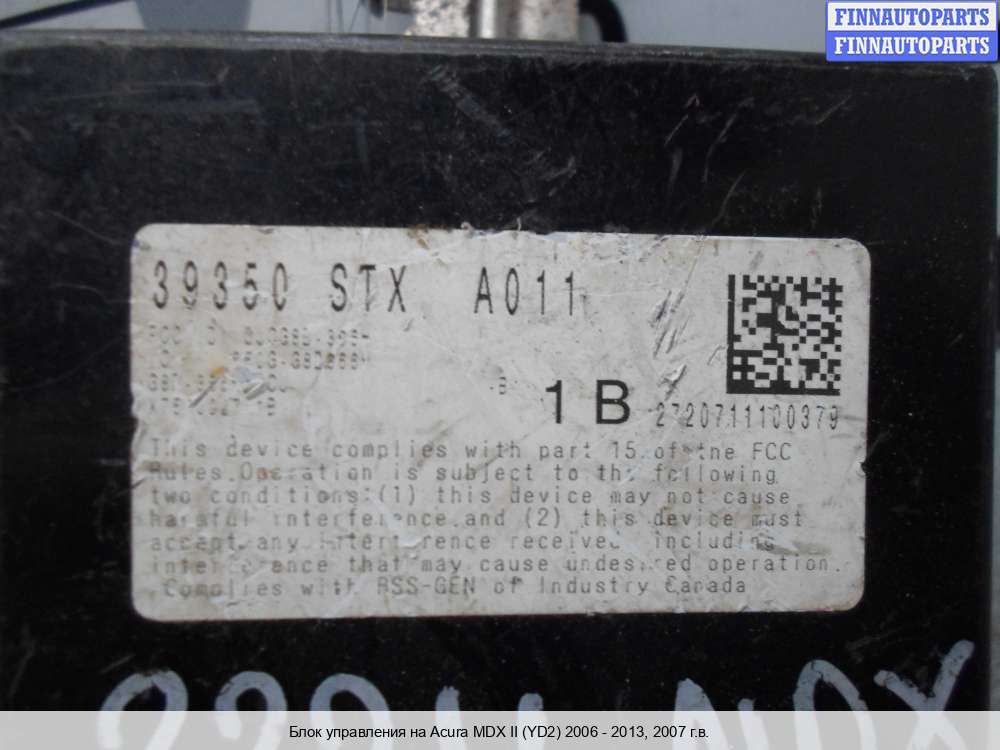 FINNAUTOPARTS
FINNAUTOPARTS
39350 STX A011
1B 2720711100379
This device complies with part 15 of the FCC
Rules. Operation is subject to the following
two conditions:(1) this device may not cause
harmful interference,and (2) this device must
accept any interference received, including
interference that may cause undesired operation.
Complies with RSS-GEN of Industry Canada
MDX
Блок управления на Acura MDX II (YD2) 2006 - 2013, 2007 г.в.